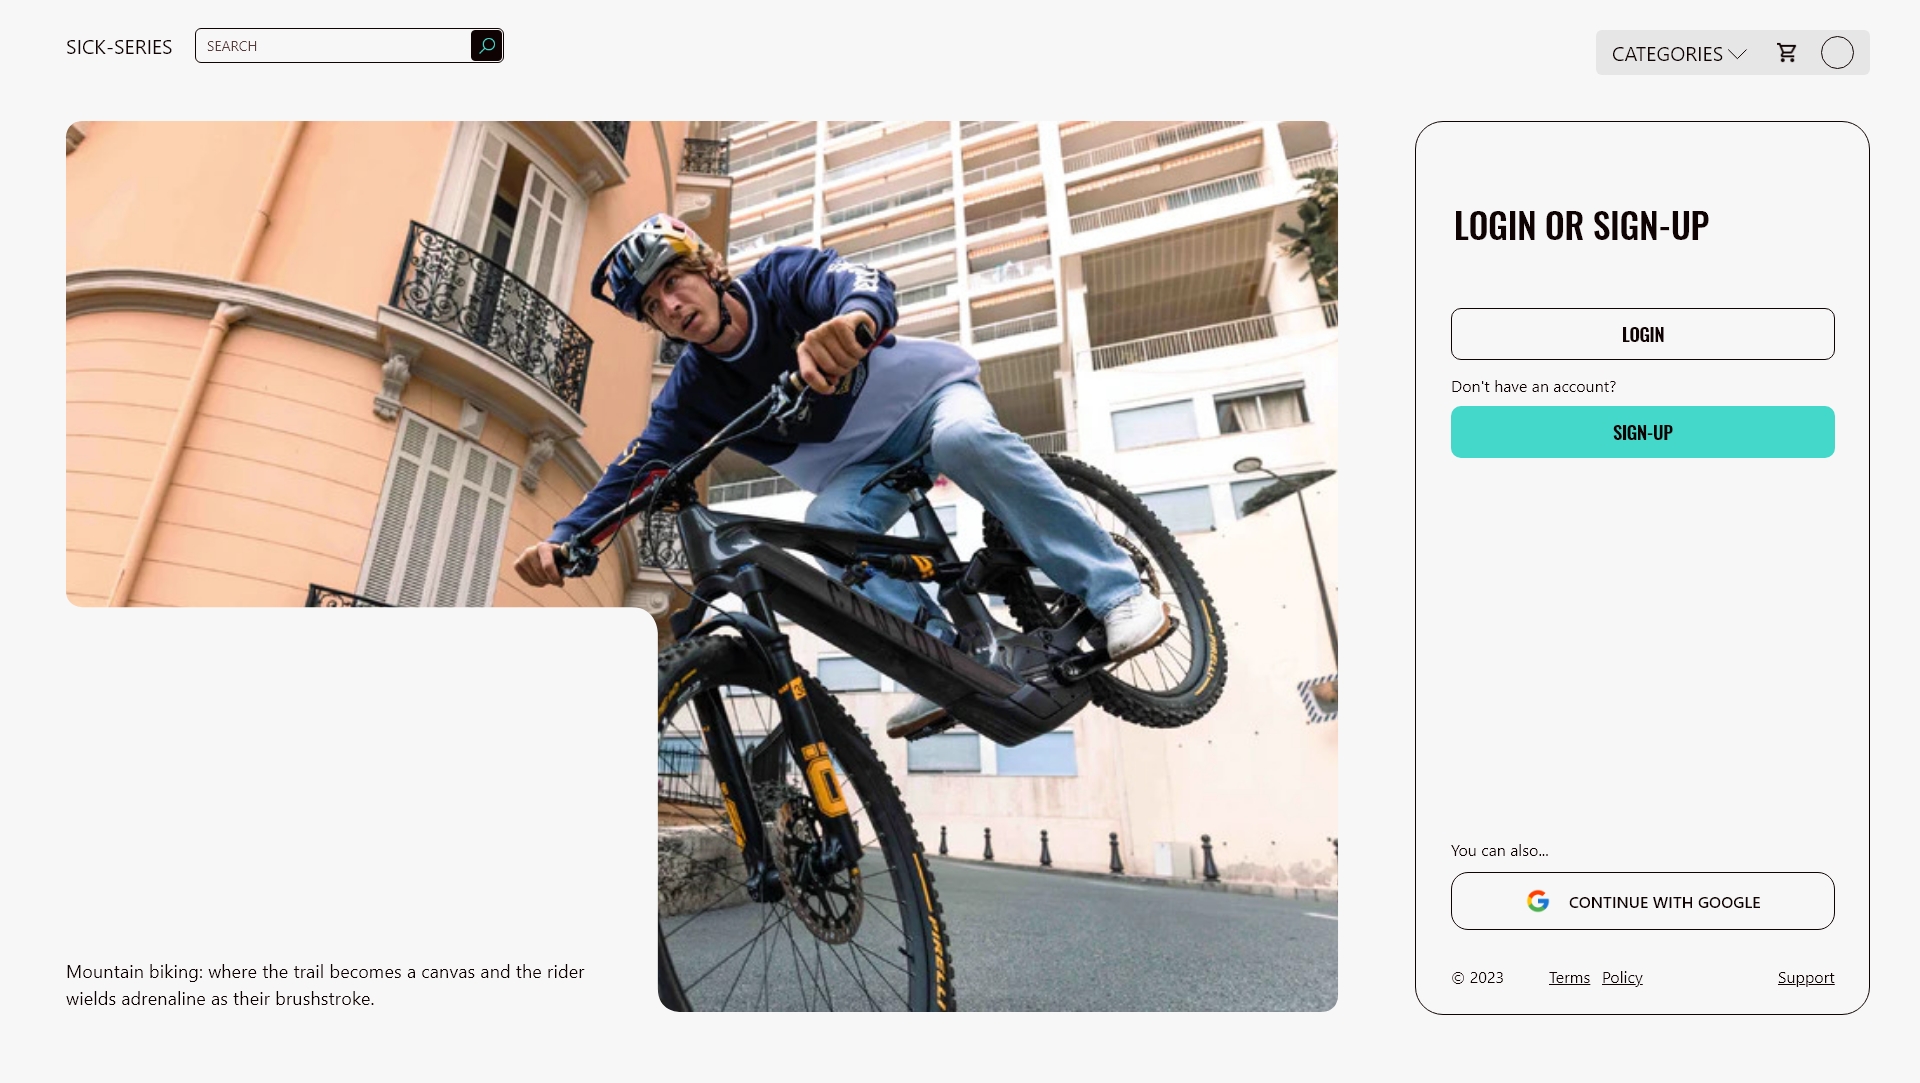 SICK-SERIES
SEARCH
CATEGORIES
LOGIN OR SIGN-UP
LOGIN
Don't have an account?
SIGN-UP
PIRELLI
PIRELLI
You can also...
CONTINUE WITH GOOGLE
Mountain biking: where the trail becomes a canvas and the rider
wields adrenaline as their brushstroke.
© 2023 Terms Policy Support